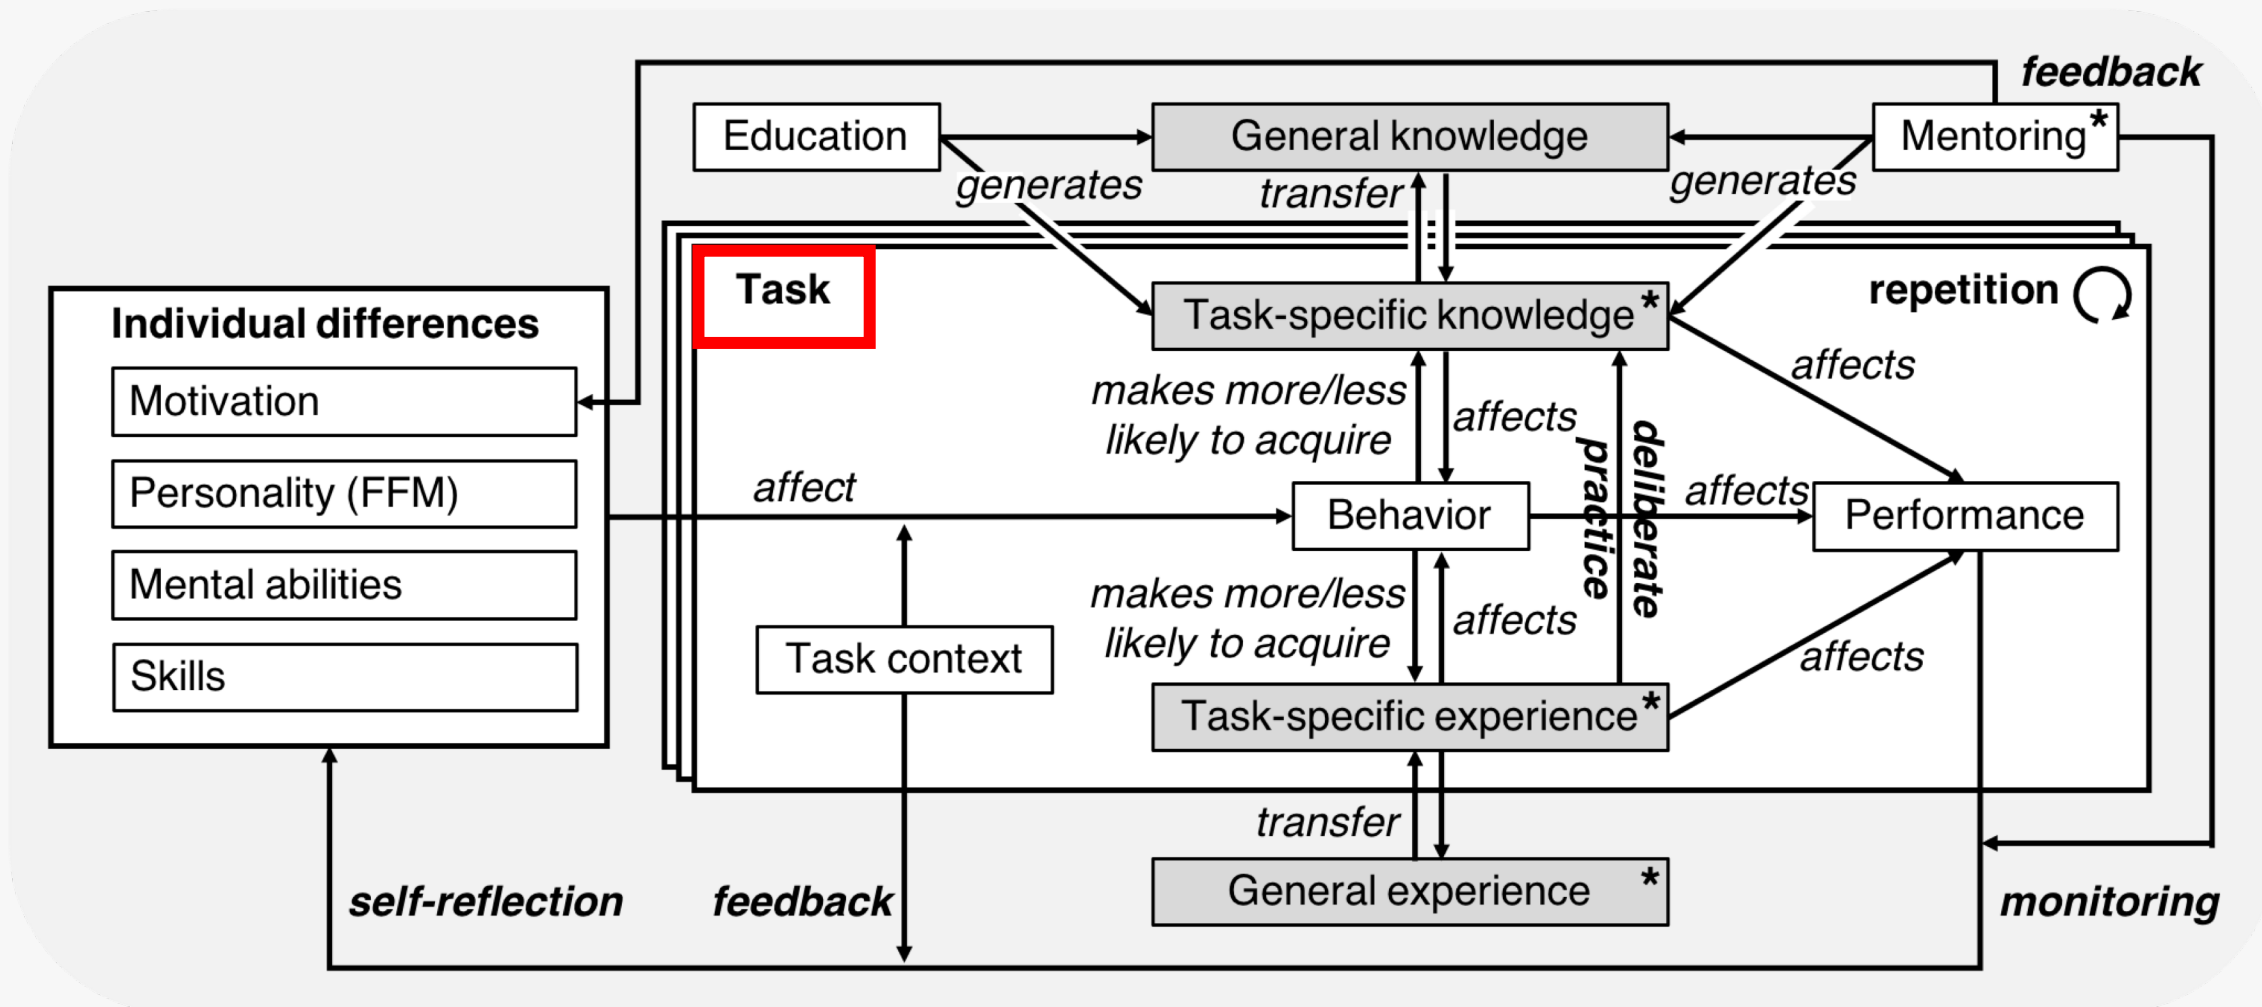 feedback
Education
General knowledge
Mentoring*
generates
transfer
generates
Task
repetition
Individual differences
Task-specific knowledge*
Motivation
makes more/less
likely to acquire
affects
affects
deliberate
practice
Personality (FFM)
affect
Behavior
affects
Performance
Mental abilities
makes more/less
likely to acquire
affects
Task context
affects
Skills
Task-specific experience*
transfer
General experience *
self-reflection
feedback
monitoring